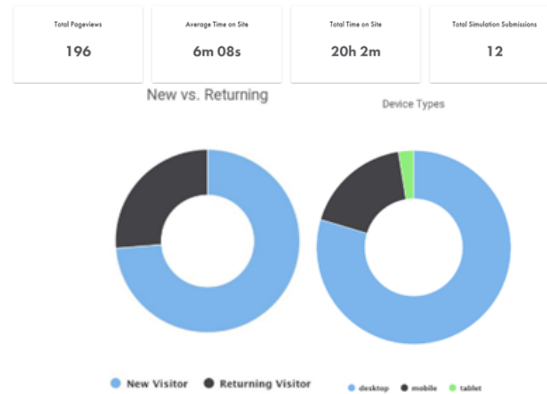 Total Pageviews
196
Average Time on Site
6m 08s
Total Time on Site
20h 2m
Total Simulation Submissions
12
New vs. Returning
Device Types
New Visitor Returning Visitor
desktop mobile tablet